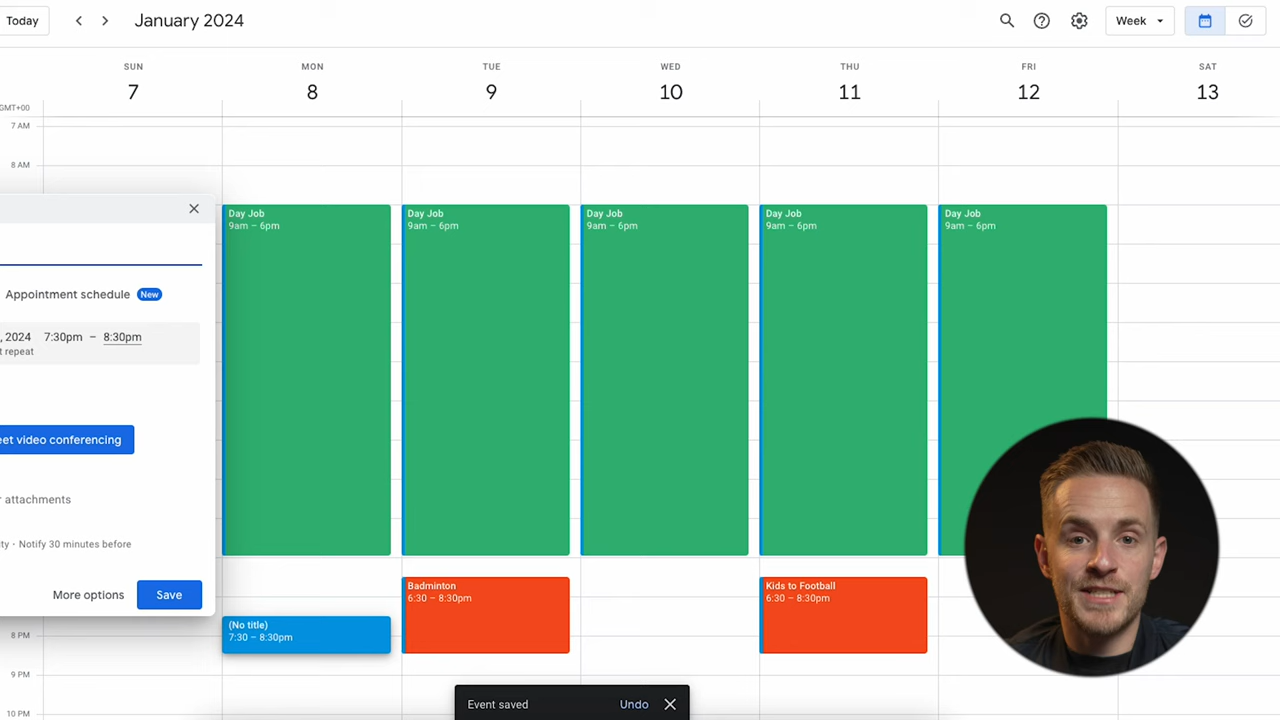 Today
January 2024
Week
SUN MON TUE WED THU FRI SAT
7 8 9 10 11 12 13
GMT+00
7 AM
8 AM
Day Job
9am – 6pm
Day Job
9am – 6pm
Day Job
9am – 6pm
Day Job
9am – 6pm
Day Job
9am – 6pm
Appointment schedule New
, 2024 7:30pm – 8:30pm
t repeat
eet video conferencing
r attachments
ity · Notify 30 minutes before
More options Save
Badminton
6:30 – 8:30pm
Kids to Football
6:30 – 8:30pm
(No title)
7:30 – 8:30pm
8 PM
9 PM
10 PM
Event saved Undo